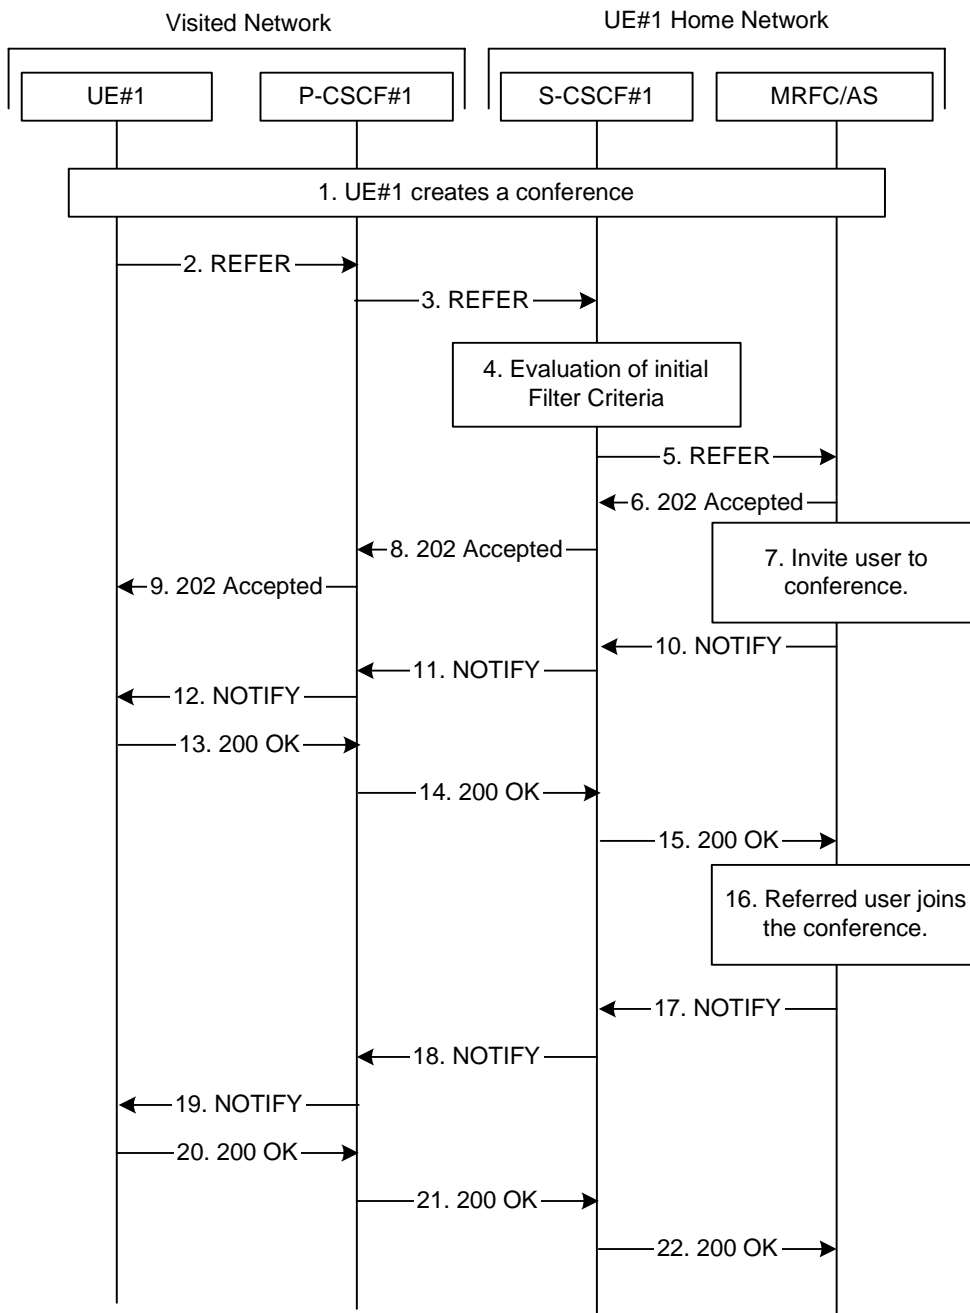 Visited Network
UE#1 Home Network
UE#1
P-CSCF#1
S-CSCF#1
MRFC/AS
1. UE#1 creates a conference
2. REFER
3. REFER
4. Evaluation of initial
Filter Criteria
5. REFER
6. 202 Accepted
8. 202 Accepted
7. Invite user to
conference.
9. 202 Accepted
10. NOTIFY
11. NOTIFY
12. NOTIFY
13. 200 OK
14. 200 OK
15. 200 OK
16. Referred user joins
the conference.
17. NOTIFY
18. NOTIFY
19. NOTIFY
20. 200 OK
21. 200 OK
22. 200 OK